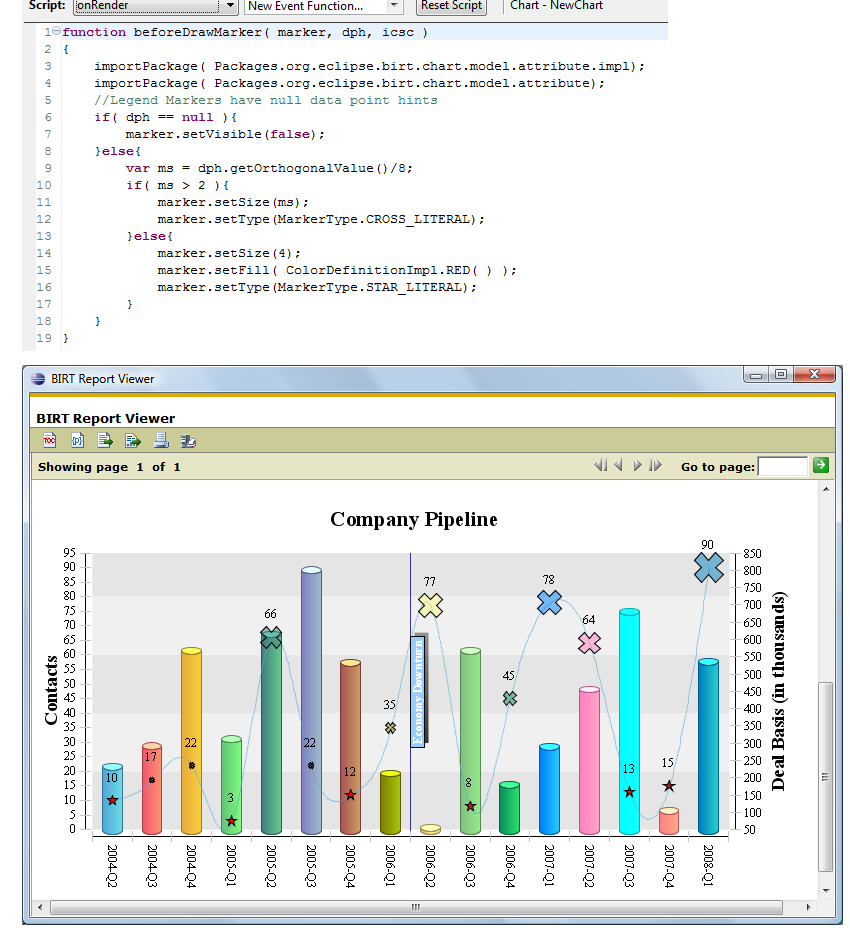 Script: onRender New Event Function... Reset Script Chart - NewChart
1 function beforeDrawMarker( marker, dph, icsc )
2 {
3 importPackage( Packages.org.eclipse.birt.chart.model.attribute.impl);
4 importPackage( Packages.org.eclipse.birt.chart.model.attribute);
5 //Legend Markers have null data point hints
6 if( dph == null ){
7 marker.setVisible(false);
8 }else{
9 var ms = dph.getOrthogonalValue()/8;
10 if( ms > 2 ){
11 marker.setSize(ms);
12 marker.setType(MarkerType.CROSS_LITERAL);
13 }else{
14 marker.setSize(4);
15 marker.setFill( ColorDefinitionImpl.RED( ) );
16 marker.setType(MarkerType.STAR_LITERAL);
17 }
18 }
19 }
BIRT Report Viewer
BIRT Report Viewer
TOC
Showing page 1 of 1 Go to page:
Company Pipeline
Contacts
95
90
85
80
75
70
65
60
55
50
45
40
35
30
25
20
15
10
5
0
10
17
22
3
66
22
12
35
77
8
45
78
64
13
15
90
Economy Downturn
850
800
750
700
650
600
550
500
450
400
350
300
250
200
150
100
50
Deal Basis (in thousands)
2004-Q2
2004-Q3
2004-Q4
2005-Q1
2005-Q2
2005-Q3
2005-Q4
2006-Q1
2006-Q2
2006-Q3
2006-Q4
2007-Q1
2007-Q2
2007-Q3
2007-Q4
2008-Q1